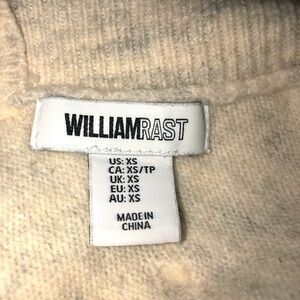 WILLIAMRAST
US: XS
CA: XS/TP
UK: XS
EU: XS
AU: XS
MADE IN
CHINA